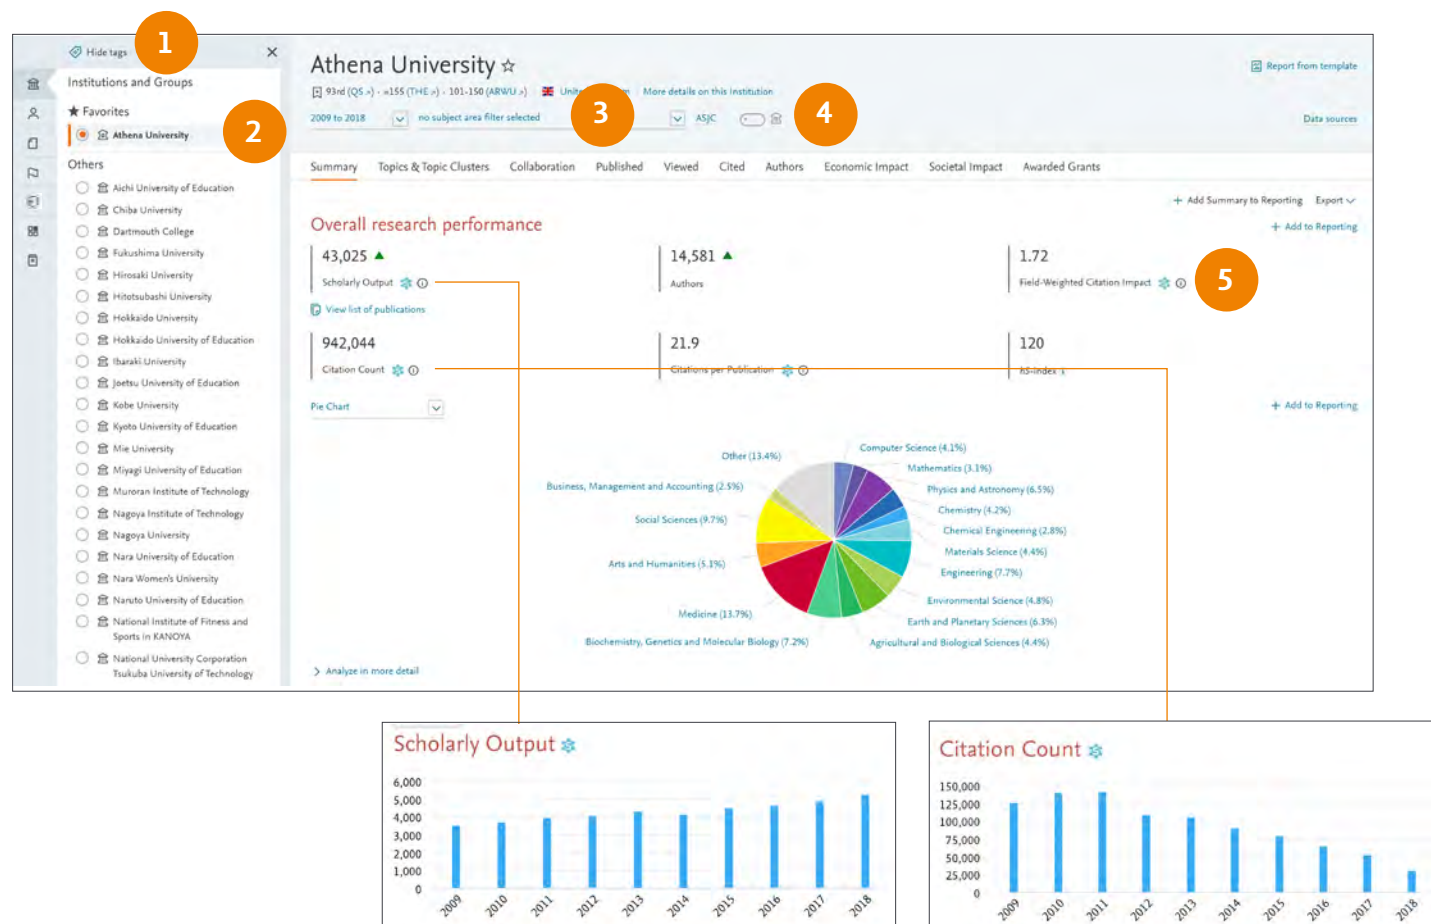 1
Hide tags
Institutions and Groups
Favorites
2
Athena University
Others
Aichi University of Education
Chiba University
Dartmouth College
Fukushima University
Hirosaki University
Hitotsubashi University
Hokkaido University
Hokkaido University of Education
Ibaraki University
Joetsu University of Education
Kobe University
Kyoto University of Education
Mie University
Miyagi University of Education
Muroran Institute of Technology
Nagoya Institute of Technology
Nagoya University
Nara University of Education
Nara Women's University
Naruto University of Education
National Institute of Fitness and
Sports in KANOYA
National University Corporation
Tsukuba University of Technology
Athena University
Report from template
93rd (QS) - =155 (THE) - 101-150 (ARWU)
More details on this Institution
2009 to 2018
no subject area filter selected
3
ASJC
4
Data sources
Summary Topics & Topic Clusters Collaboration Published Viewed Cited Authors Economic Impact Societal Impact Awarded Grants
+ Add Summary to Reporting Export
Overall research performance
+ Add to Reporting
43,025
Scholarly Output
View list of publications
14,581
Authors
1.72
Field-Weighted Citation Impact
5
942,044
Citation Count
21.9
Citations per Publication
120
h5-index
Pie Chart
+ Add to Reporting
Other (13.4%)
Computer Science (4.1%)
Mathematics (3.1%)
Business, Management and Accounting (2.5%)
Physics and Astronomy (6.5%)
Chemistry (4.2%)
Social Sciences (9.7%)
Chemical Engineering (2.8%)
Materials Science (4.4%)
Arts and Humanities (5.1%)
Engineering (7.7%)
Environmental Science (4.8%)
Medicine (13.7%)
Earth and Planetary Sciences (6.3%)
Biochemistry, Genetics and Molecular Biology (7.2%)
Agricultural and Biological Sciences (4.4%)
Analyze in more detail
Scholarly Output
6,000
5,000
4,000
3,000
2,000
1,000
0
2009 2010 2011 2012 2013 2014 2015 2016 2017 2018
Citation Count
150,000
125,000
100,000
75,000
50,000
25,000
0
2009 2010 2011 2012 2013 2014 2015 2016 2017 2018